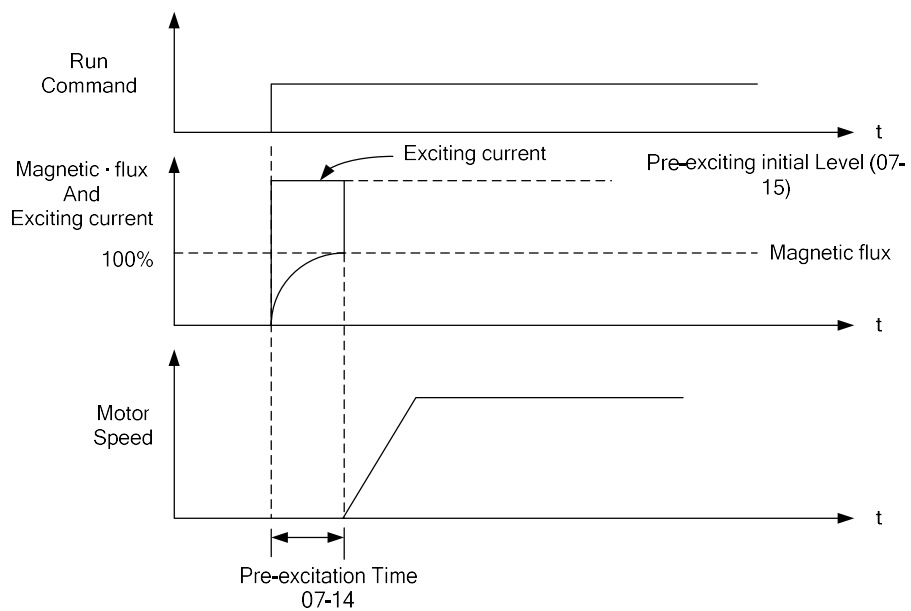 Run
Command
t
Exciting current
Pre-exciting initial Level (07-
15)
Magnetic · flux
And
Exciting current
100%
Magnetic flux
t
Motor
Speed
t
Pre-excitation Time
07-14